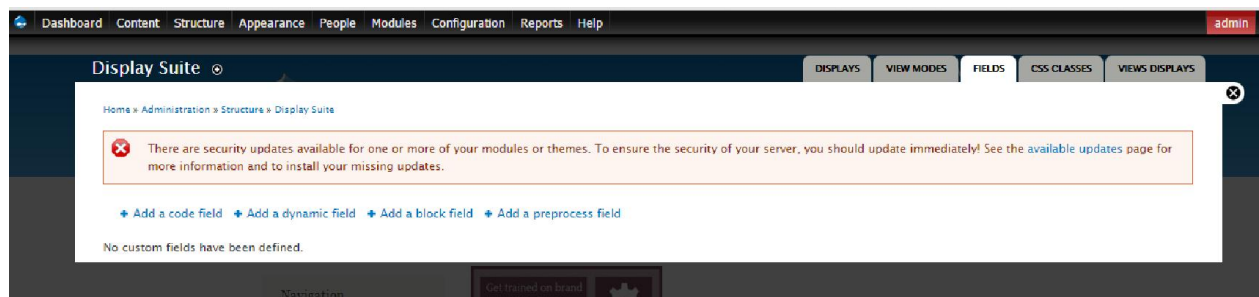 Dashboard Content Structure Appearance People Modules Configuration Reports Help admin
Display Suite DISPLAYS VIEW MODES FIELDS CSS CLASSES VIEWS DISPLAYS
Home » Administration » Structure » Display Suite
There are security updates available for one or more of your modules or themes. To ensure the security of your server, you should update immediately! See the available updates page for
more information and to install your missing updates.
Add a code field Add a dynamic field Add a block field Add a preprocess field
No custom fields have been defined.
Navigation
Get trained on brand